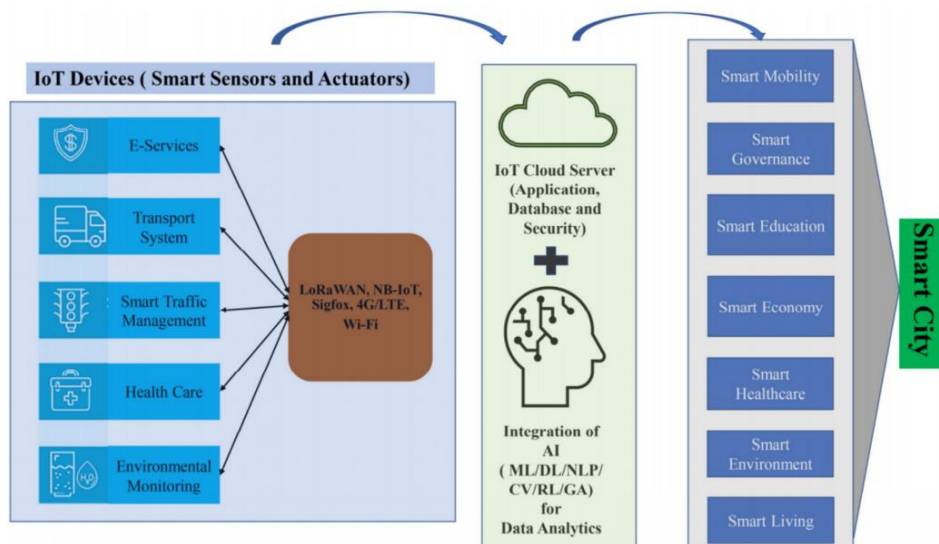 IoT Devices ( Smart Sensors and Actuators)
E-Services
Transport
System
Smart Traffic
Management
Health Care
Environmental
Monitoring
H₂O
LoRaWAN, NB-IoT,
Sigfox, 4G/LTE,
Wi-Fi
IoT Cloud Server
(Application,
Database and
Security)
Integration of
AI
( ML/DL/NLP/
CV/RL/GA)
for
Data Analytics
Smart Mobility
Smart
Governance
Smart Education
Smart Economy
Smart
Healthcare
Smart
Environment
Smart Living
Smart City